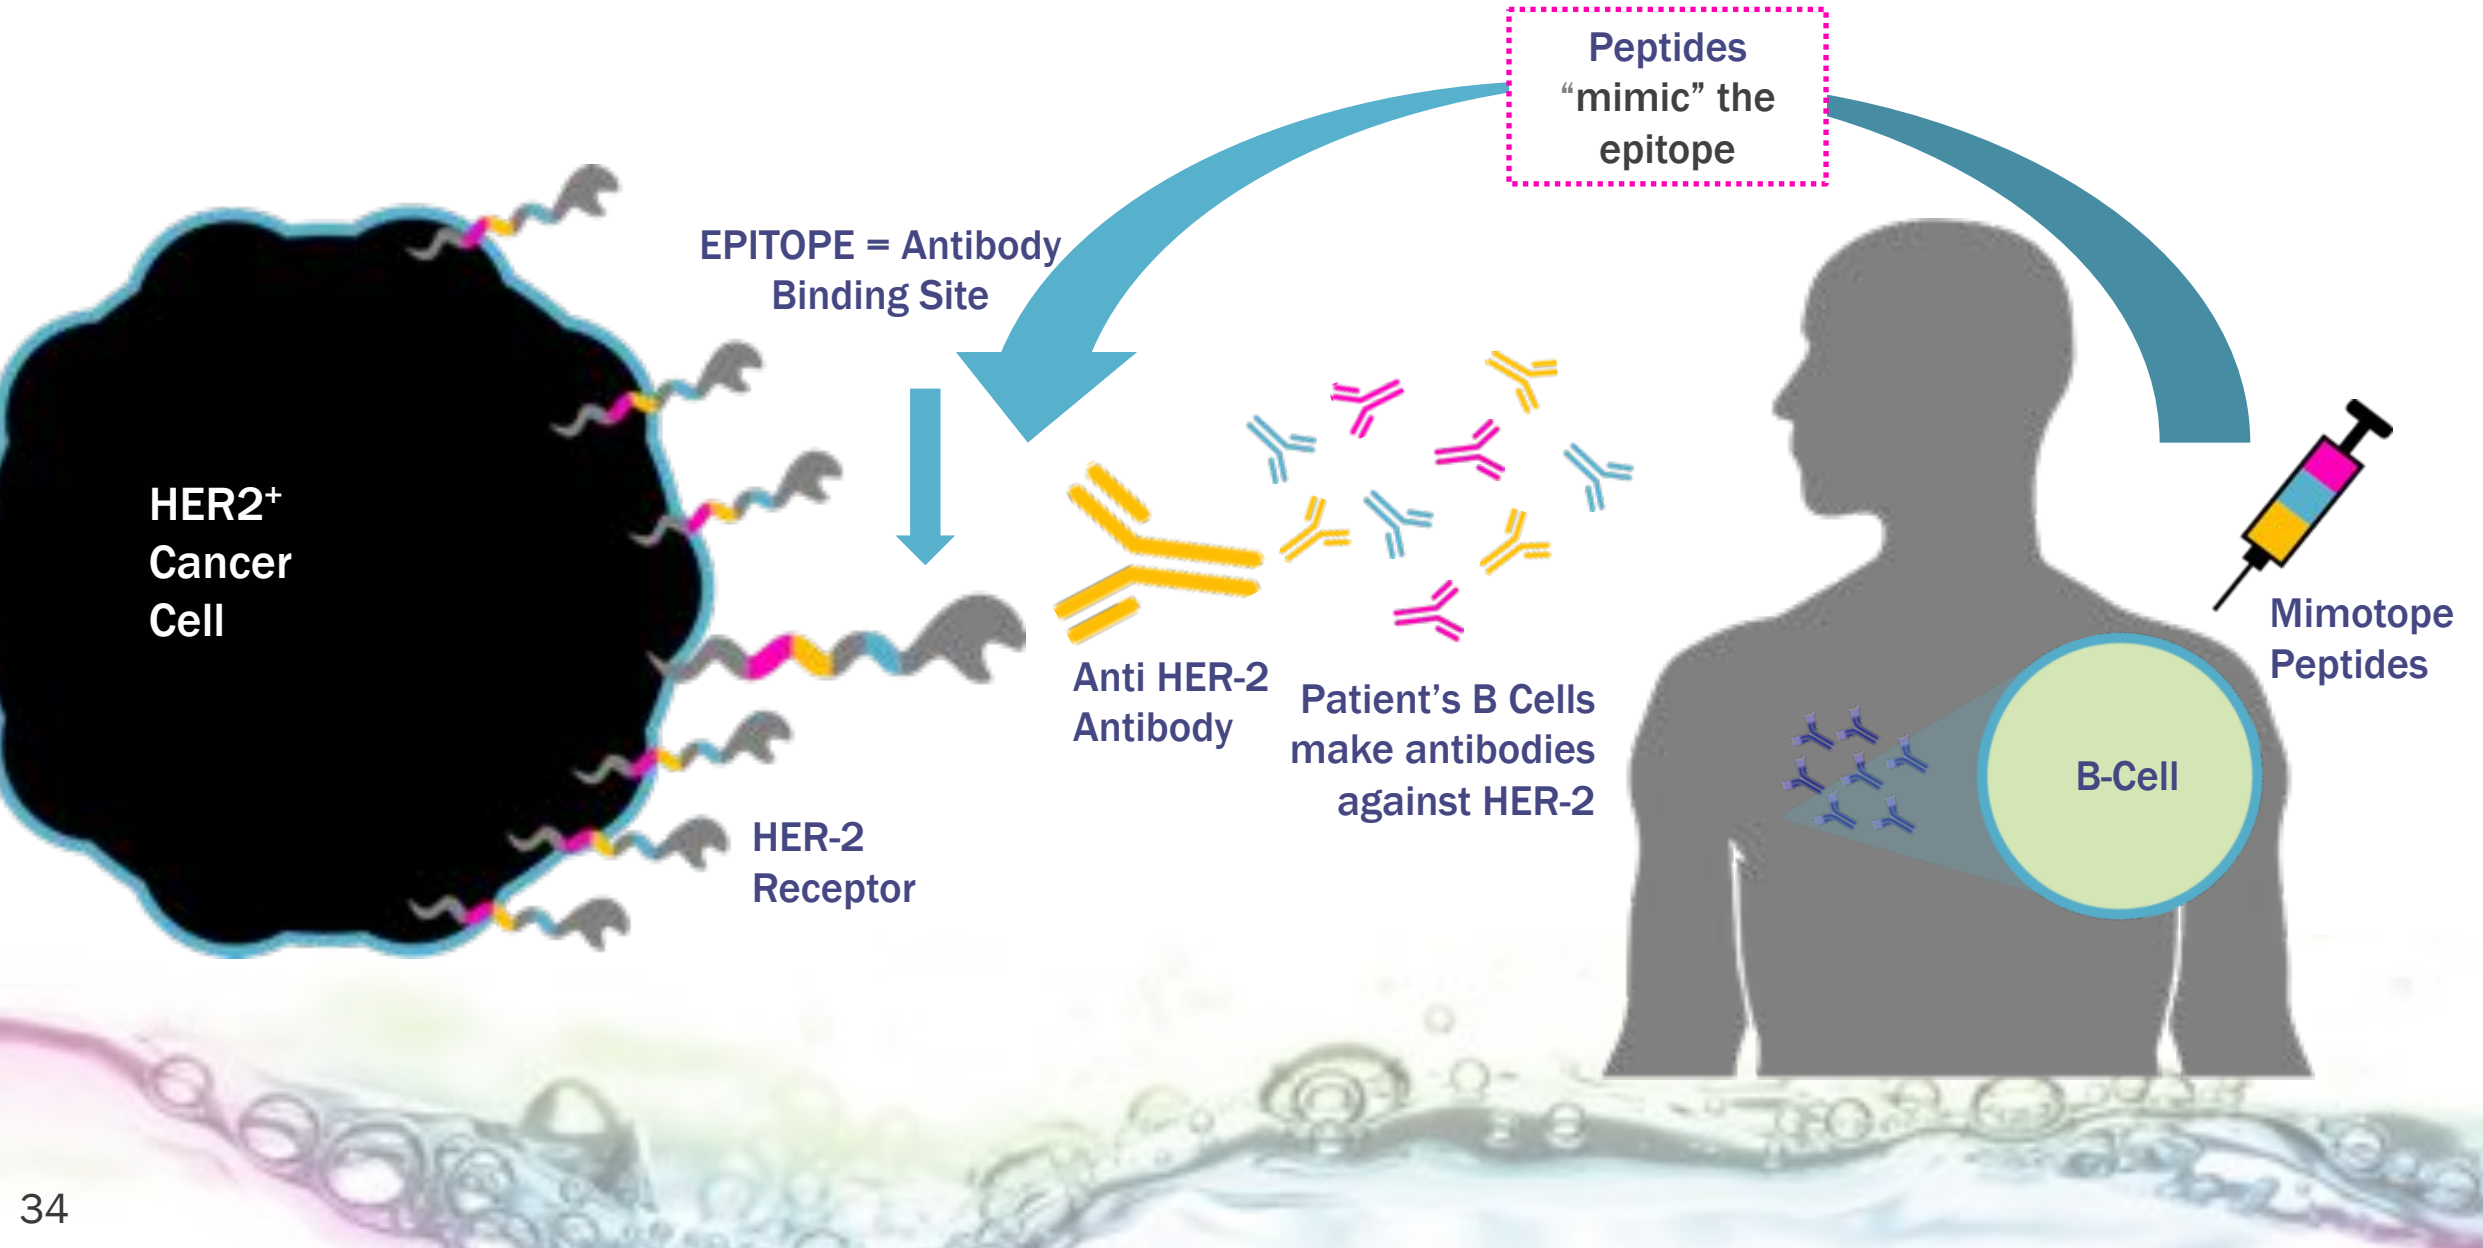 Peptides
“mimic” the
epitope
EPITOPE = Antibody
Binding Site
HER2⁺
Cancer
Cell
Anti HER-2
Antibody
Patient’s B Cells
make antibodies
against HER-2
Mimotope
Peptides
B-Cell
HER-2
Receptor
34